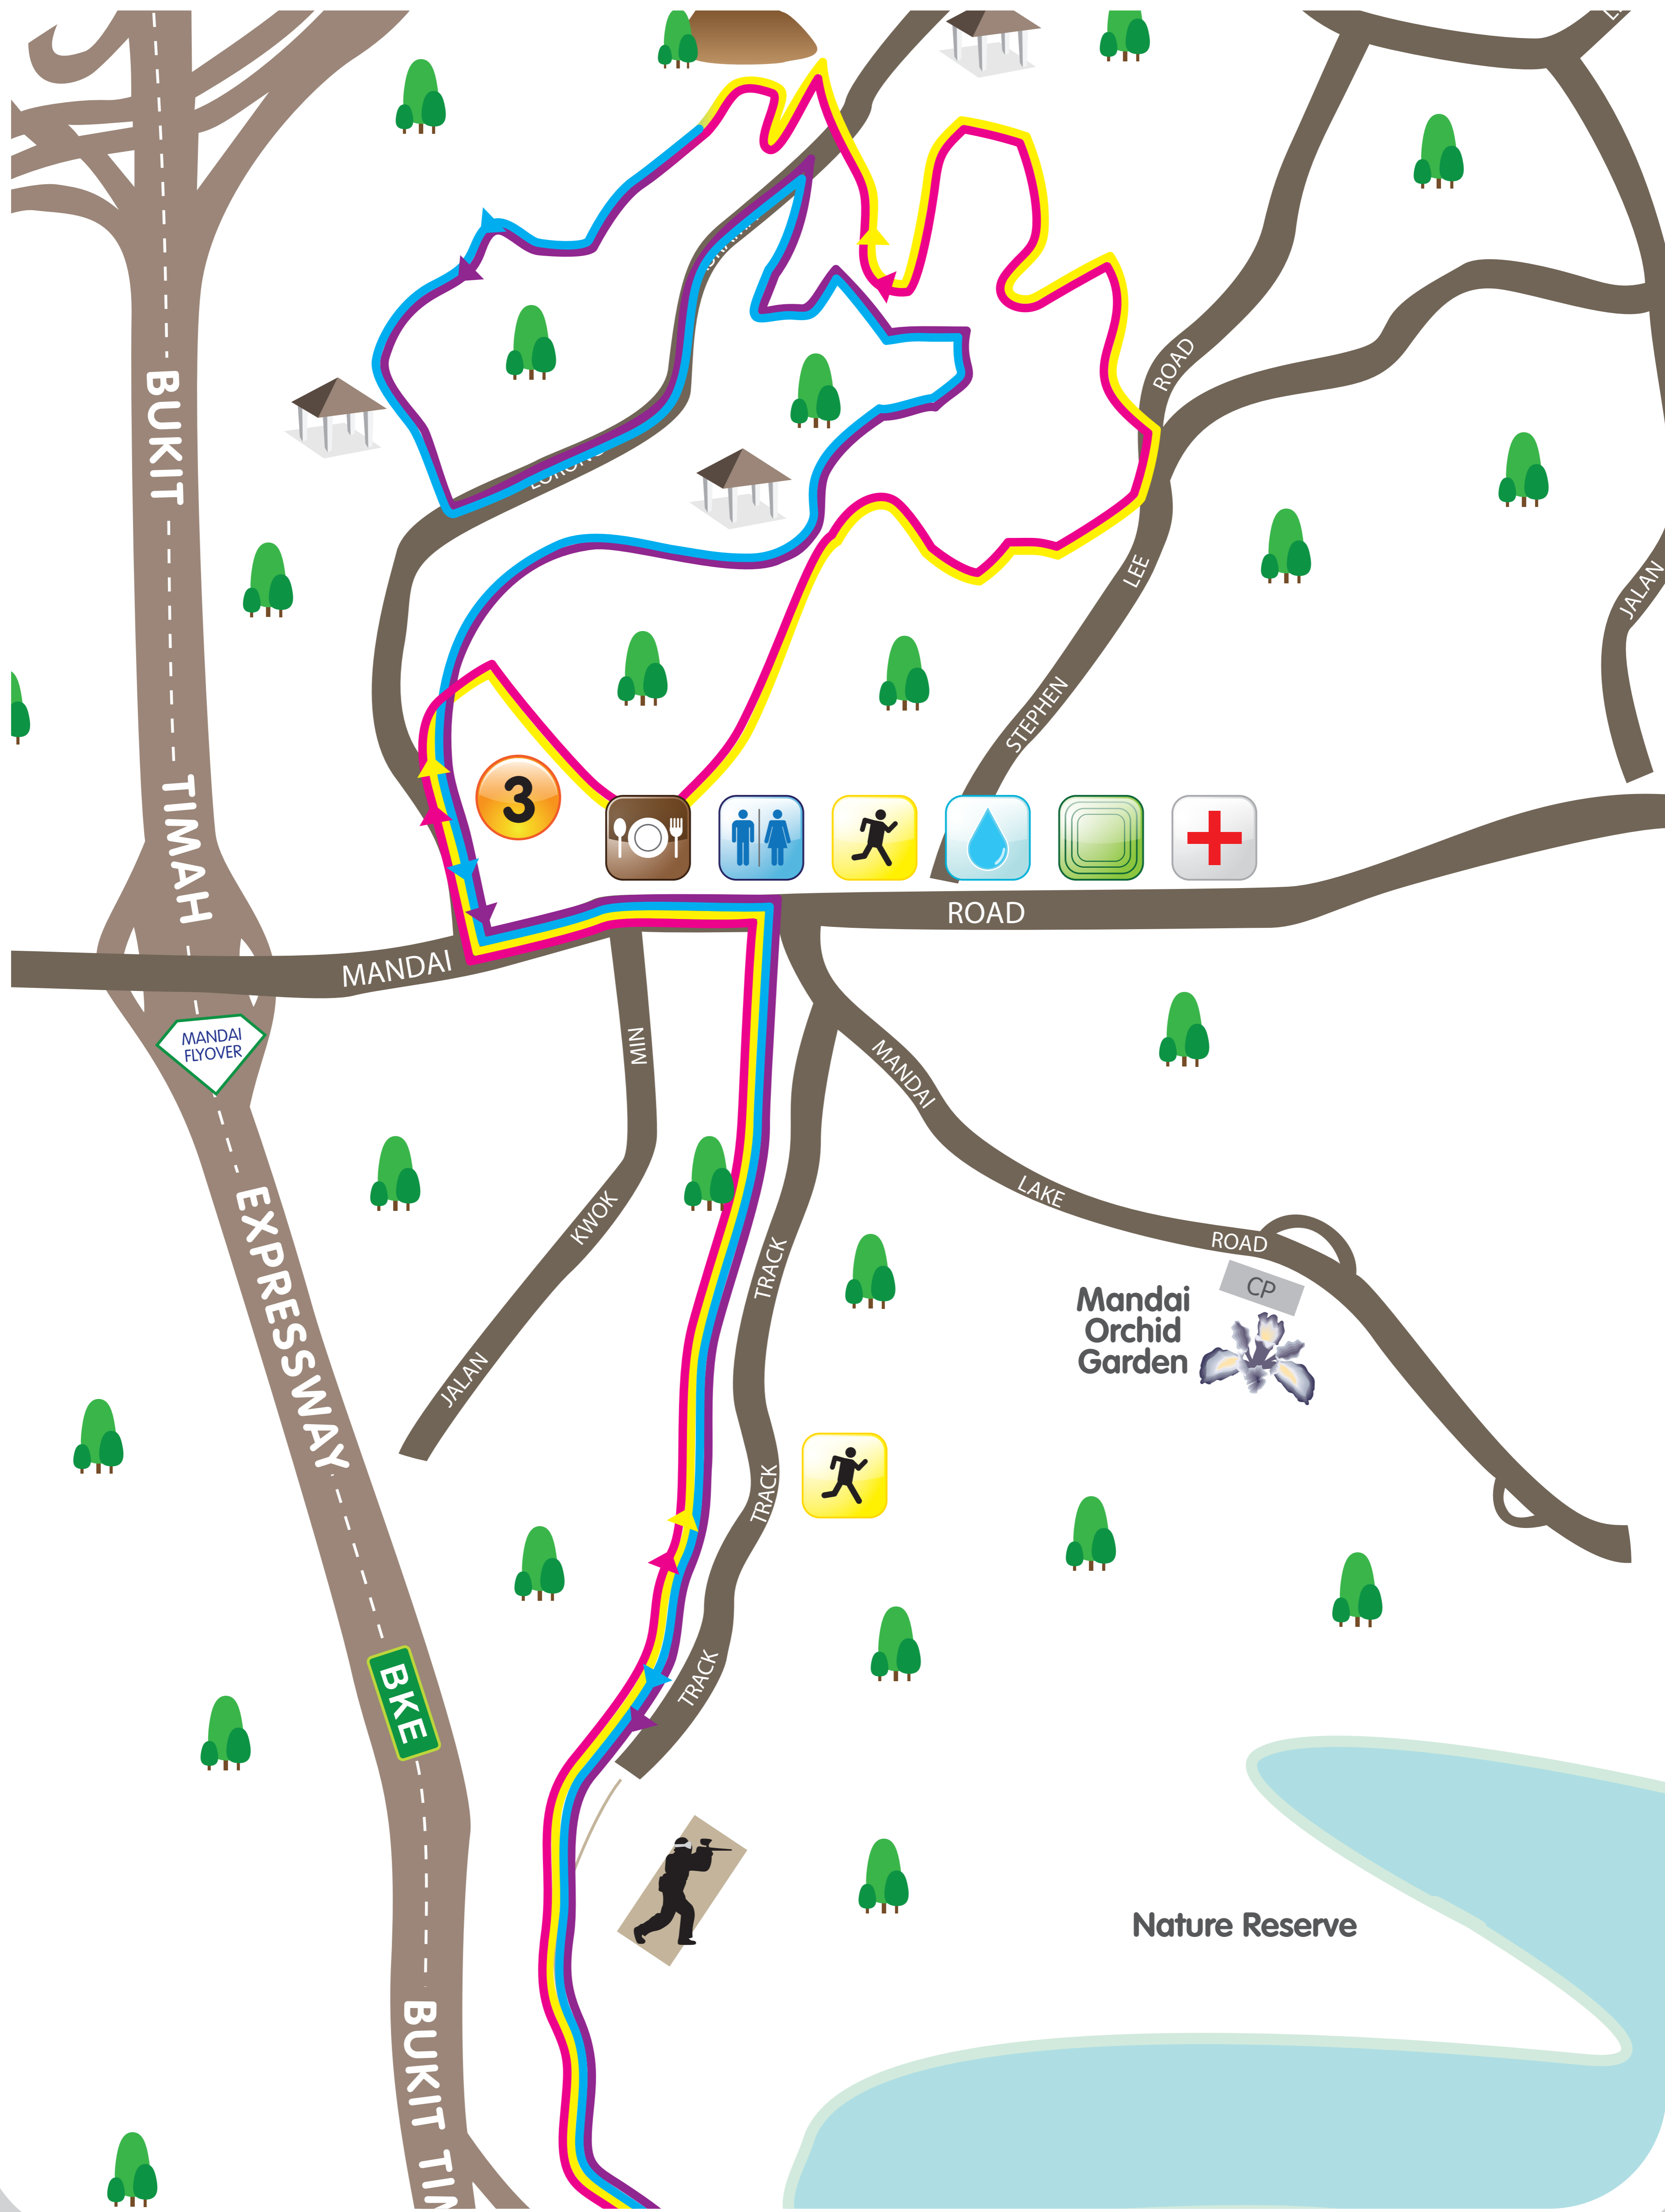 BUKIT
TIMAH
EXPRESSWAY
BKE
BUKIT
MANDAI
FLYOVER
MANDAI
ROAD
LORONG
ROAD
LEE
STEPHEN
JALAN
3
MIN
KWOK
JALAN
TRACK
TRACK
TRACK
MANDAI
LAKE
ROAD
CP
Mandai
Orchid
Garden
Nature Reserve